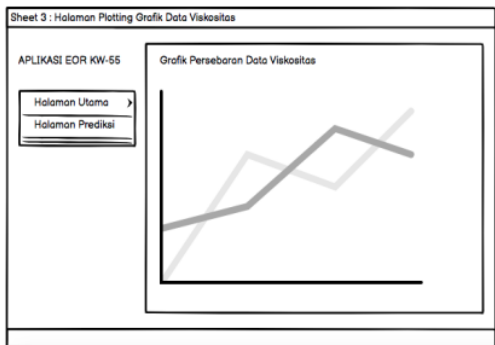 Sheet 3 : Halaman Plotting Grafik Data Viskositas
APLIKASI EOR KW-55
Grafik Persebaran Data Viskositas
Halaman Utama
Halaman Prediksi